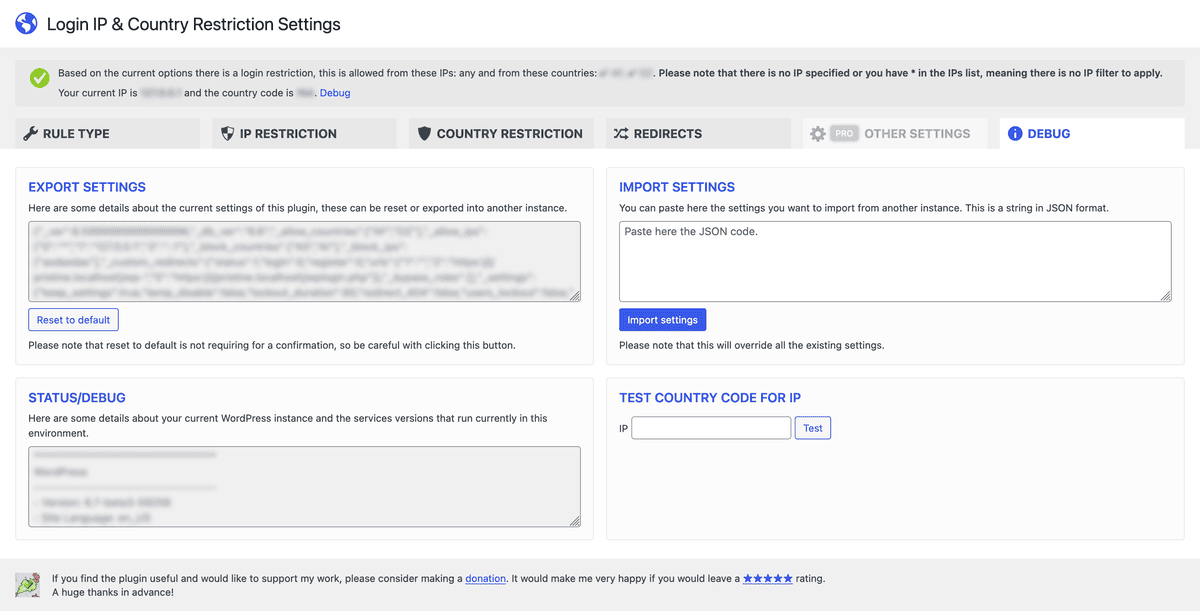 Login IP & Country Restriction Settings
Based on the current options there is a login restriction, this is allowed from these IPs: any and from these countries: . Please note that there is no IP specified or you have * in the IPs list, meaning there is no IP filter to apply.
Your current IP is and the country code is . Debug
RULE TYPE
IP RESTRICTION
COUNTRY RESTRICTION
REDIRECTS
PRO OTHER SETTINGS
DEBUG
EXPORT SETTINGS
Here are some details about the current settings of this plugin, these can be reset or exported into another instance.
Reset to default
Please note that reset to default is not requiring for a confirmation, so be careful with clicking this button.
IMPORT SETTINGS
You can paste here the settings you want to import from another instance. This is a string in JSON format.
Paste here the JSON code.
Import settings
Please note that this will override all the existing settings.
STATUS/DEBUG
Here are some details about your current WordPress instance and the services versions that run currently in this
environment.
TEST COUNTRY CODE FOR IP
IP
Test
If you find the plugin useful and would like to support my work, please consider making a donation. It would make me very happy if you would leave a ★★★★★ rating.
A huge thanks in advance!